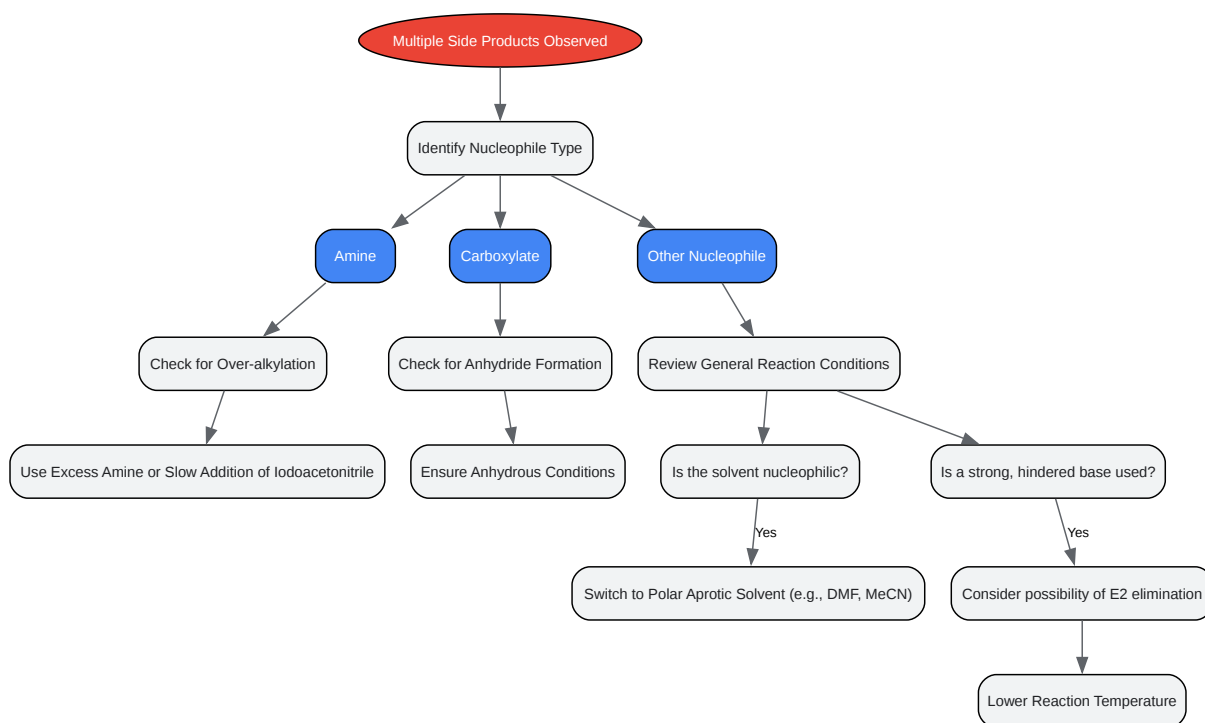 Multiple Side Products Observed
Identify Nucleophile Type
Amine
Carboxylate
Other Nucleophile
Check for Over-alkylation
Check for Anhydride Formation
Review General Reaction Conditions
Use Excess Amine or Slow Addition of Iodoacetonitrile
Ensure Anhydrous Conditions
Is the solvent nucleophilic?
Is a strong, hindered base used?
Yes
Yes
Switch to Polar Aprotic Solvent (e.g., DMF, MeCN)
Consider possibility of E2 elimination
Lower Reaction Temperature